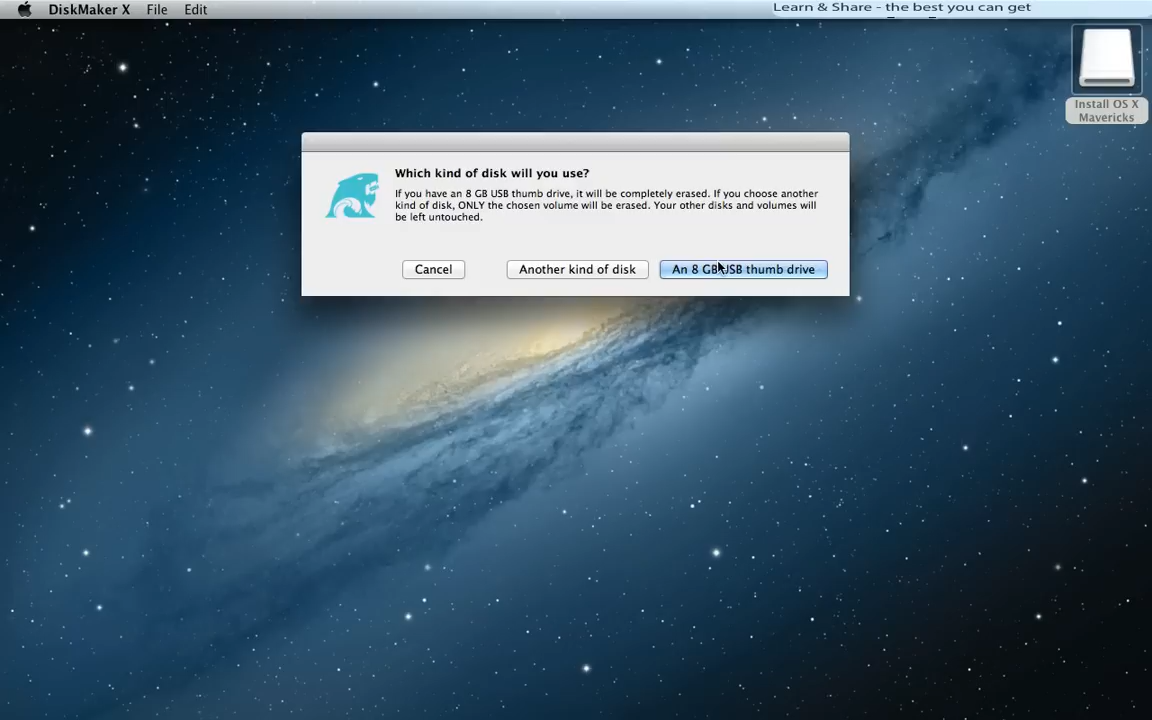 DiskMaker X File Edit
Learn & Share - the best you can get
Install OS X
Mavericks
Which kind of disk will you use?
If you have an 8 GB USB thumb drive, it will be completely erased. If you choose another
kind of disk, ONLY the chosen volume will be erased. Your other disks and volumes will
be left untouched.
Cancel
Another kind of disk
An 8 GB USB thumb drive